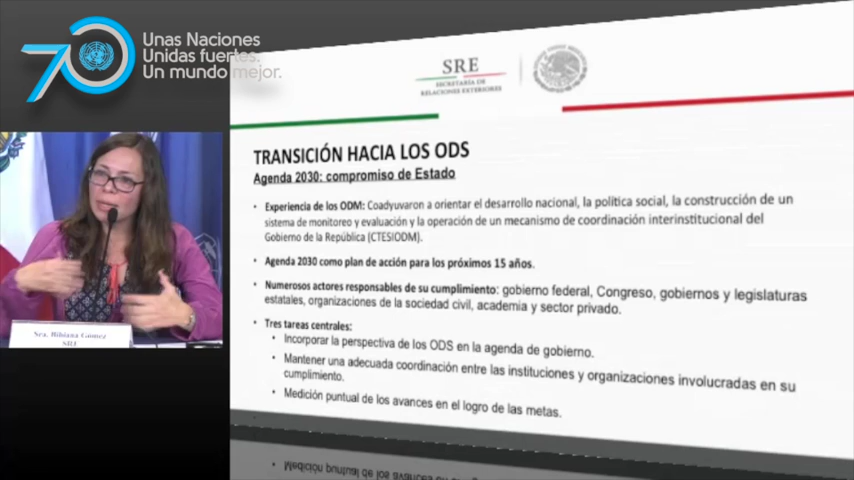 70
Unas Naciones
Unidas fuertes.
Un mundo mejor.
SRE
SECRETARÍA DE
RELACIONES EXTERIORES
TRANSICIÓN HACIA LOS ODS
Agenda 2030: compromiso de Estado
• Experiencia de los ODM: Coadyuvaron a orientar el desarrollo nacional, la política social, la construcción de un
sistema de monitoreo y evaluación y la operación de un mecanismo de coordinación interinstitucional del
Gobierno de la República (CTESIODM).
• Agenda 2030 como plan de acción para los próximos 15 años.
• Numerosos actores responsables de su cumplimiento: gobierno federal, Congreso, gobiernos y legislaturas
estatales, organizaciones de la sociedad civil, academia y sector privado.
• Tres tareas centrales:
• Incorporar la perspectiva de los ODS en la agenda de gobierno.
• Mantener una adecuada coordinación entre las instituciones y organizaciones involucradas en su
cumplimiento.
• Medición puntual de los avances en el logro de las metas.
Sra. Bibiana Gómez
SRE